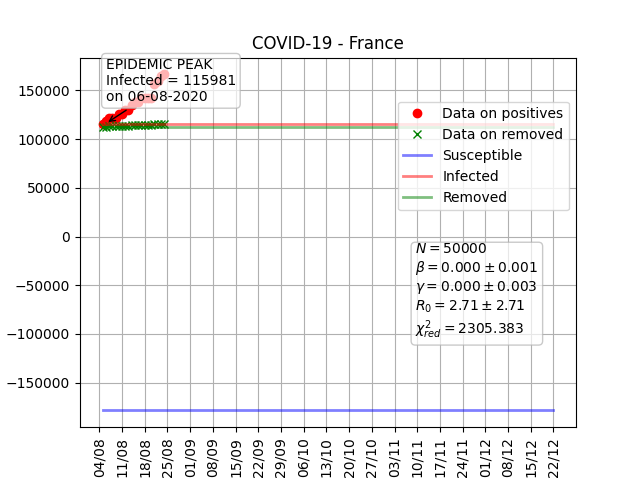 COVID-19 - France
EPIDEMIC PEAK
Infected = 115981
on 06-08-2020
150000
100000
50000
0
−50000
−100000
−150000
Data on positives
Data on removed
Susceptible
Infected
Removed
N = 50000
β = 0.000 ± 0.001
γ = 0.000 ± 0.003
R₀ = 2.71 ± 2.71
χ²red = 2305.383
04/08
11/08
18/08
25/08
01/09
08/09
15/09
22/09
29/09
06/10
13/10
20/10
27/10
03/11
10/11
17/11
24/11
01/12
08/12
15/12
22/12